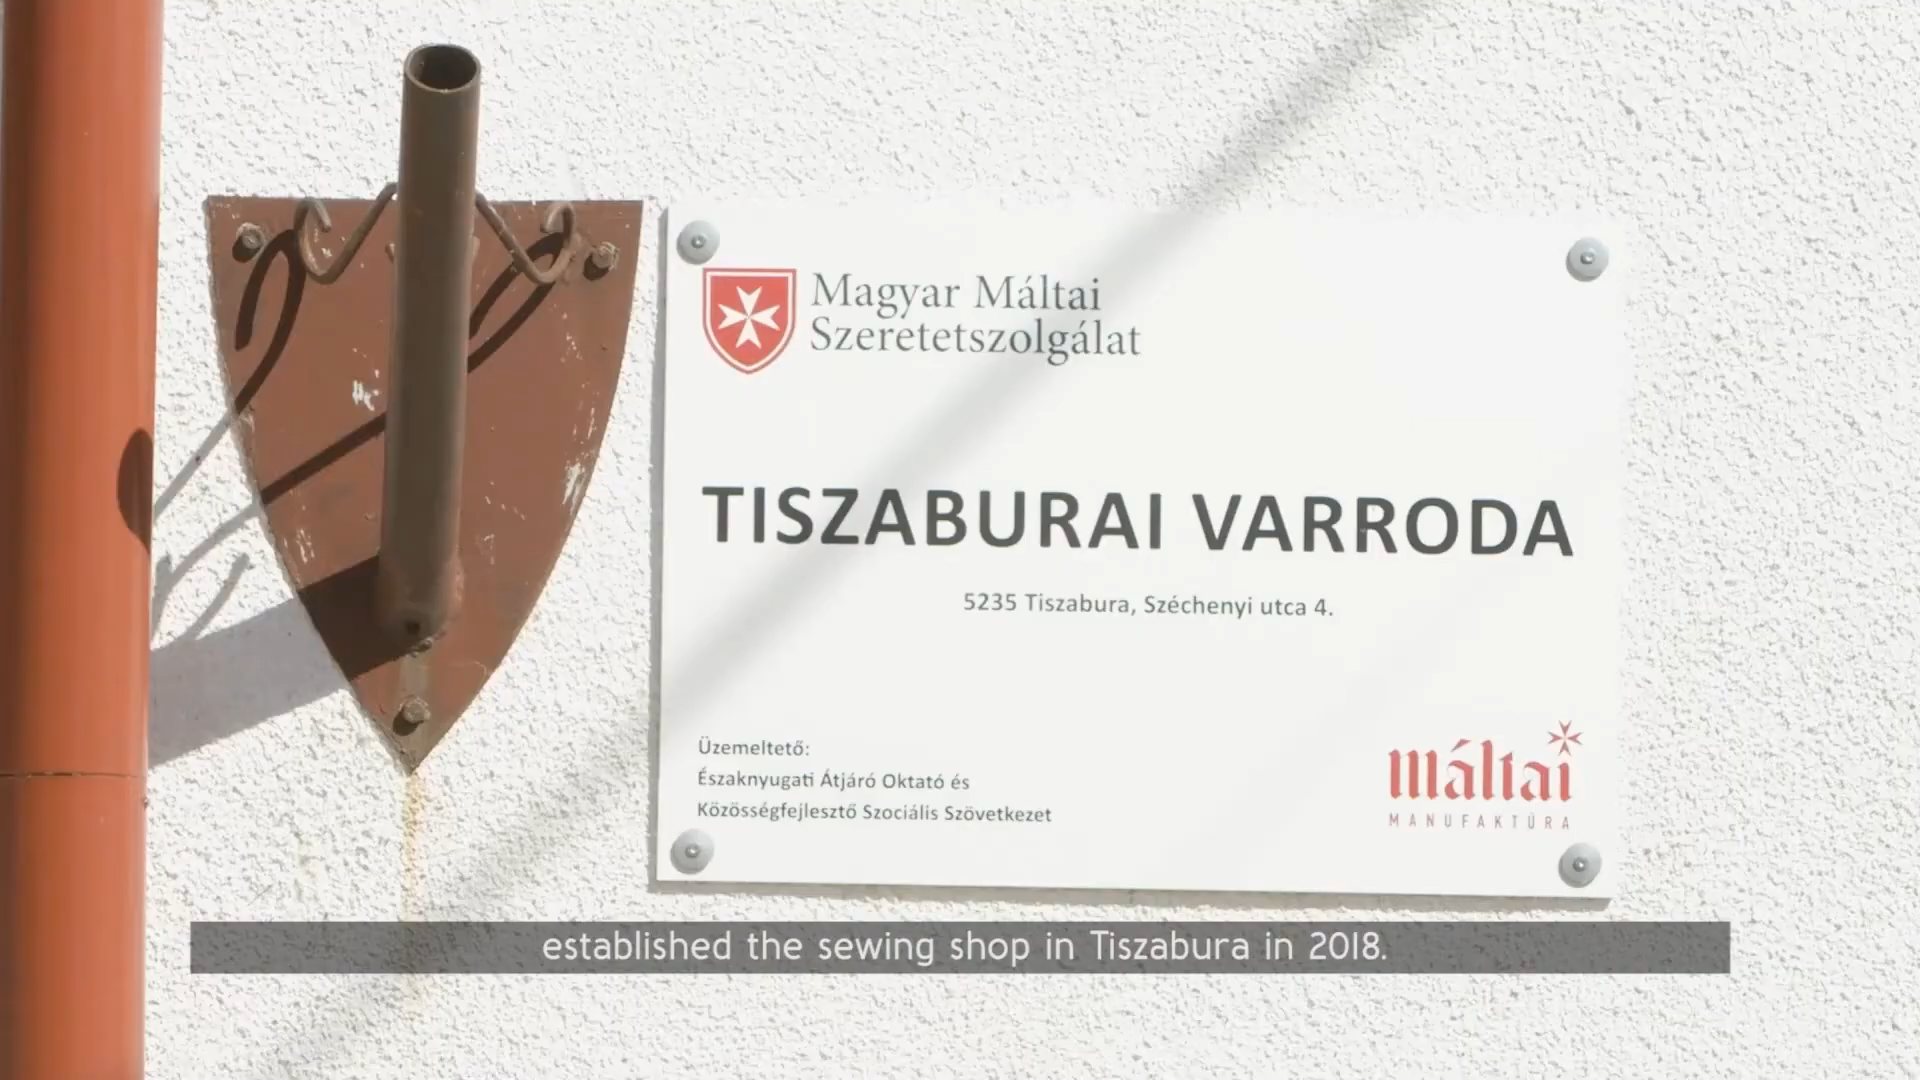 Magyar Máltai
Szeretetszolgálat
TISZABURAI VARRODA
5235 Tiszabura, Széchenyi utca 4.
Üzemeltető:
Északnyugati Átjáró Oktató és
Közösségfejlesztő Szociális Szövetkezet
máltai
MANUFAKTÚRA
established the sewing shop in Tiszabura in 2018.